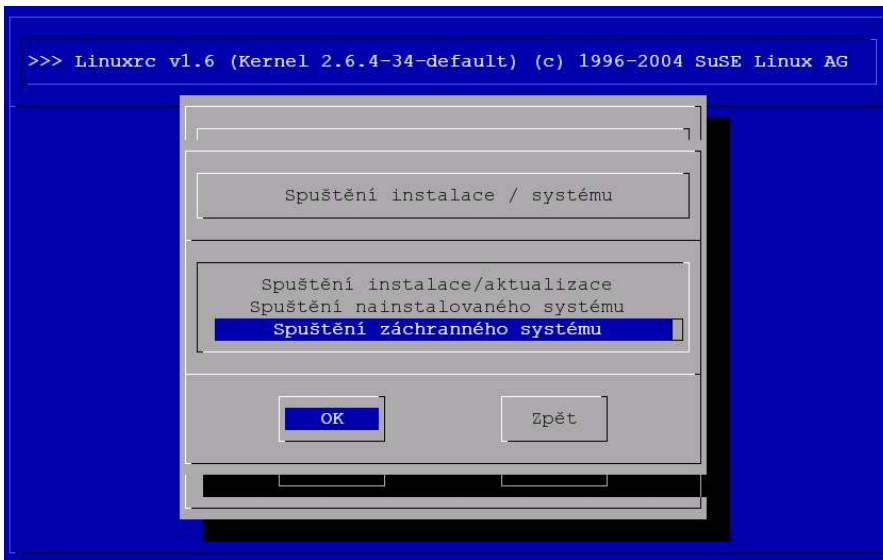 >>> Linuxrc v1.6 (Kernel 2.6.4-34-default) (c) 1996-2004 SuSE Linux AG
Spuštění instalace / systému
Spuštění instalace/aktualizace
Spuštění nainstalovaného systému
Spuštění záchranného systému
OK
Zpět